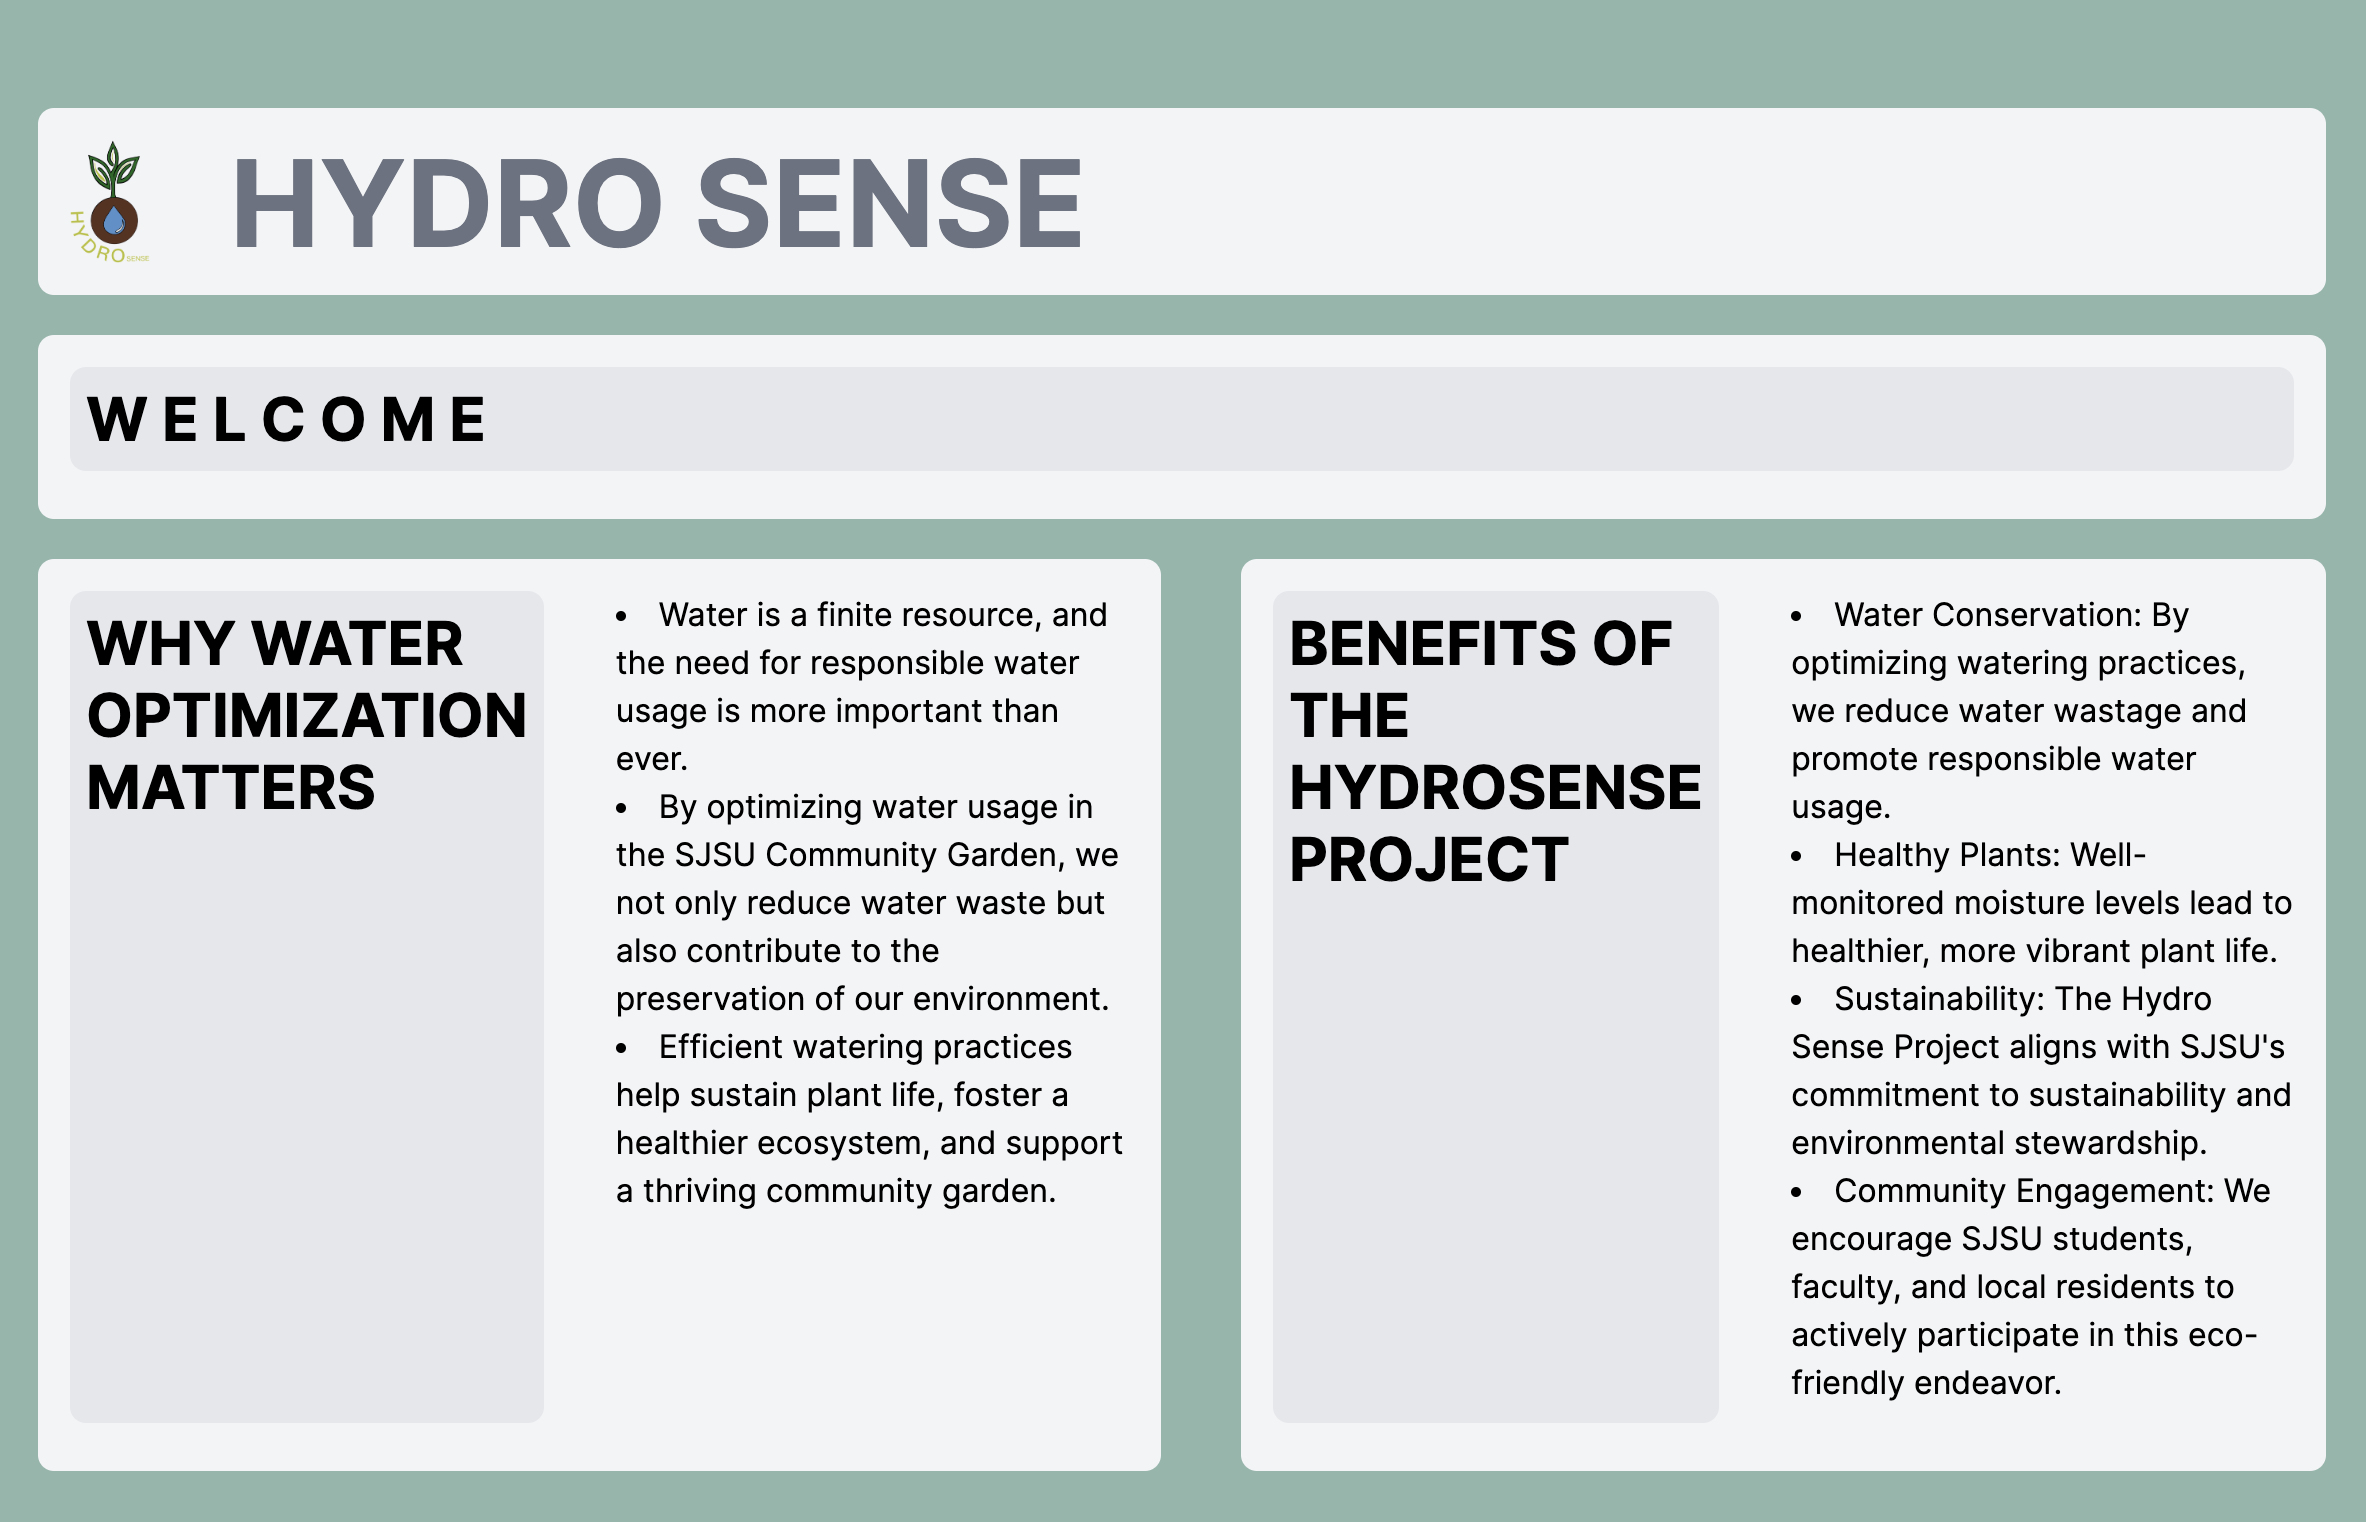 HYDRO SENSE
HYDRO SENSE
WELCOME
WHY WATER
OPTIMIZATION
MATTERS
• Water is a finite resource, and
the need for responsible water
usage is more important than
ever.
• By optimizing water usage in
the SJSU Community Garden, we
not only reduce water waste but
also contribute to the
preservation of our environment.
• Efficient watering practices
help sustain plant life, foster a
healthier ecosystem, and support
a thriving community garden.
BENEFITS OF
THE
HYDROSENSE
PROJECT
• Water Conservation: By
optimizing watering practices,
we reduce water wastage and
promote responsible water
usage.
• Healthy Plants: Well-
monitored moisture levels lead to
healthier, more vibrant plant life.
• Sustainability: The Hydro
Sense Project aligns with SJSU's
commitment to sustainability and
environmental stewardship.
• Community Engagement: We
encourage SJSU students,
faculty, and local residents to
actively participate in this eco-
friendly endeavor.